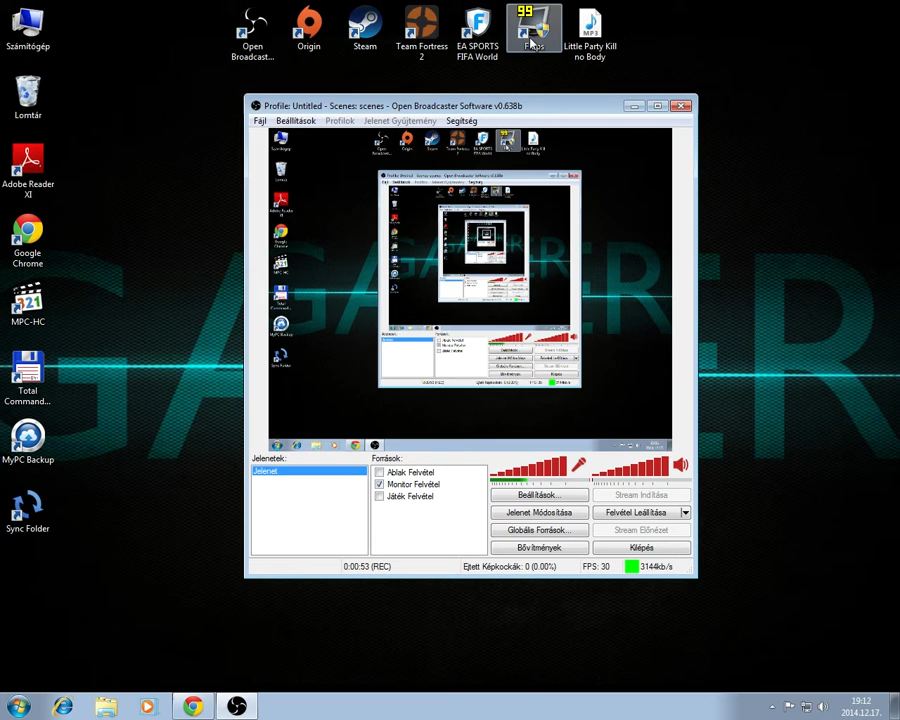 Számítógép
Open Broadcast...
Origin
Steam
Team Fortress 2
EA SPORTS FIFA World
99
Fraps
Little Party Kill no Body
Lomtár
Adobe Reader XI
Google Chrome
321
MPC-HC
Total Command...
MyPC Backup
Sync Folder
Profile: Untitled - Scenes: scenes - Open Broadcaster Software v0.638b
Fájl Beállítások Profilok Jelenet Gyűjtemény Segítség
Jelenetek:
Jelenet
Források:
Ablak Felvétel
Monitor Felvétel
Játék Felvétel
Beállítások...
Stream Indítása
Jelenet Módosítása
Felvétel Leállítása
Globális Források...
Stream Előnézet
Bővítmények
Kilépés
0:00:53 (REC)
Ejtett Képkockák: 0 (0.00%)
FPS: 30
3144kb/s
19:12
2014.12.17.